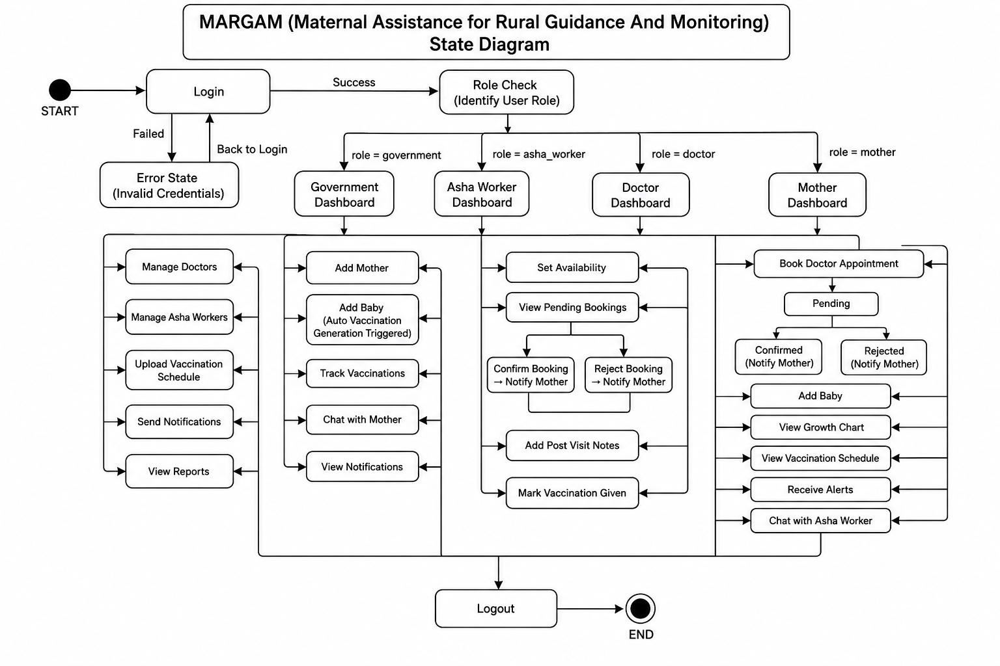 MARGAM (Maternal Assistance for Rural Guidance And Monitoring)
State Diagram
START
Login
Success
Role Check
(Identify User Role)
Failed
Back to Login
Error State
(Invalid Credentials)
role = government
role = asha_worker
role = doctor
role = mother
Government
Dashboard
Asha Worker
Dashboard
Doctor
Dashboard
Mother
Dashboard
Manage Doctors
Manage Asha Workers
Upload Vaccination
Schedule
Send Notifications
View Reports
Add Mother
Add Baby
(Auto Vaccination
Generation Triggered)
Track Vaccinations
Chat with Mother
View Notifications
Set Availability
View Pending Bookings
Confirm Booking
→ Notify Mother
Reject Booking
→ Notify Mother
Add Post Visit Notes
Mark Vaccination Given
Book Doctor Appointment
Pending
Confirmed
(Notify Mother)
Rejected
(Notify Mother)
Add Baby
View Growth Chart
View Vaccination Schedule
Receive Alerts
Chat with Asha Worker
Logout
END